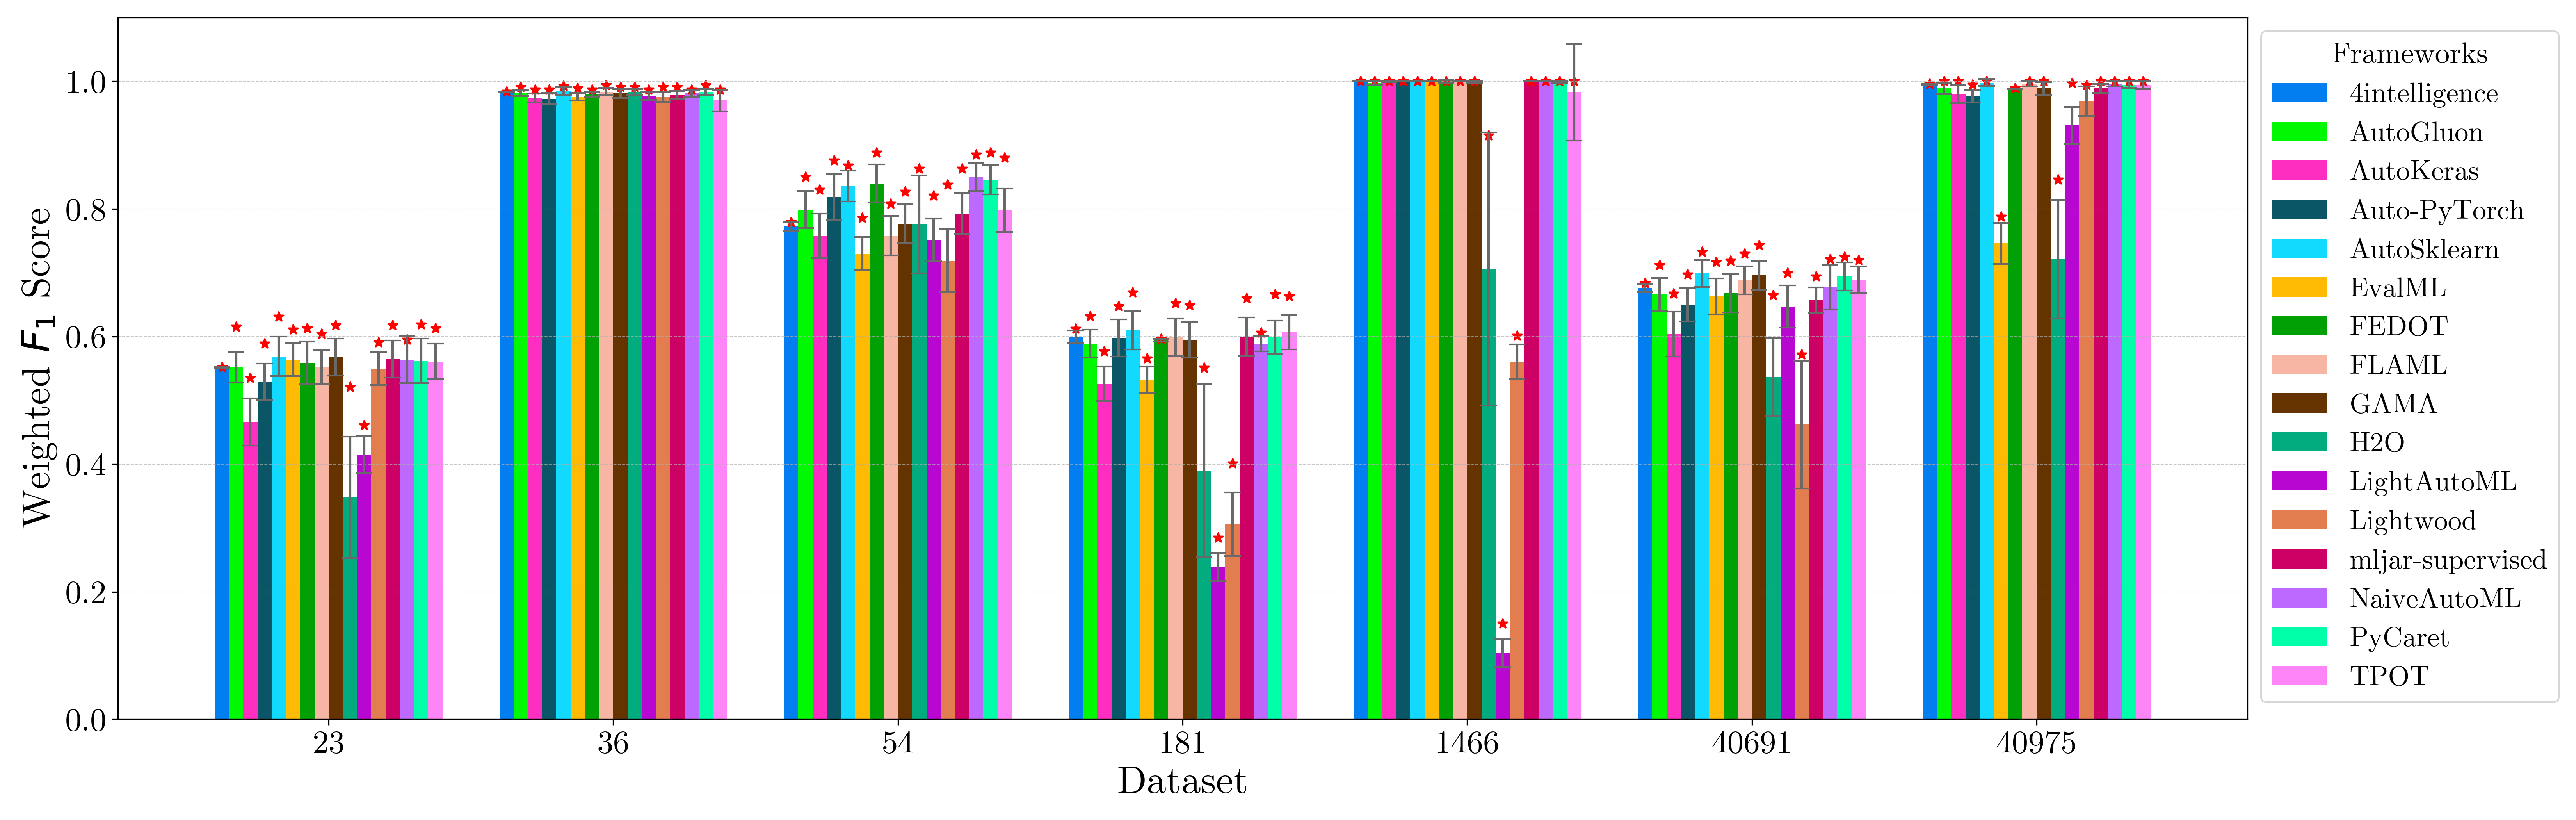 Weighted F1 Score
1.0
0.8
0.6
0.4
0.2
0.0
23 36 54 181 1466 40691 40975
Dataset
Frameworks
4intelligence
AutoGluon
AutoKeras
Auto-PyTorch
AutoSklearn
EvalML
FEDOT
FLAML
GAMA
H2O
LightAutoML
Lightwood
mljar-supervised
NaiveAutoML
PyCaret
TPOT